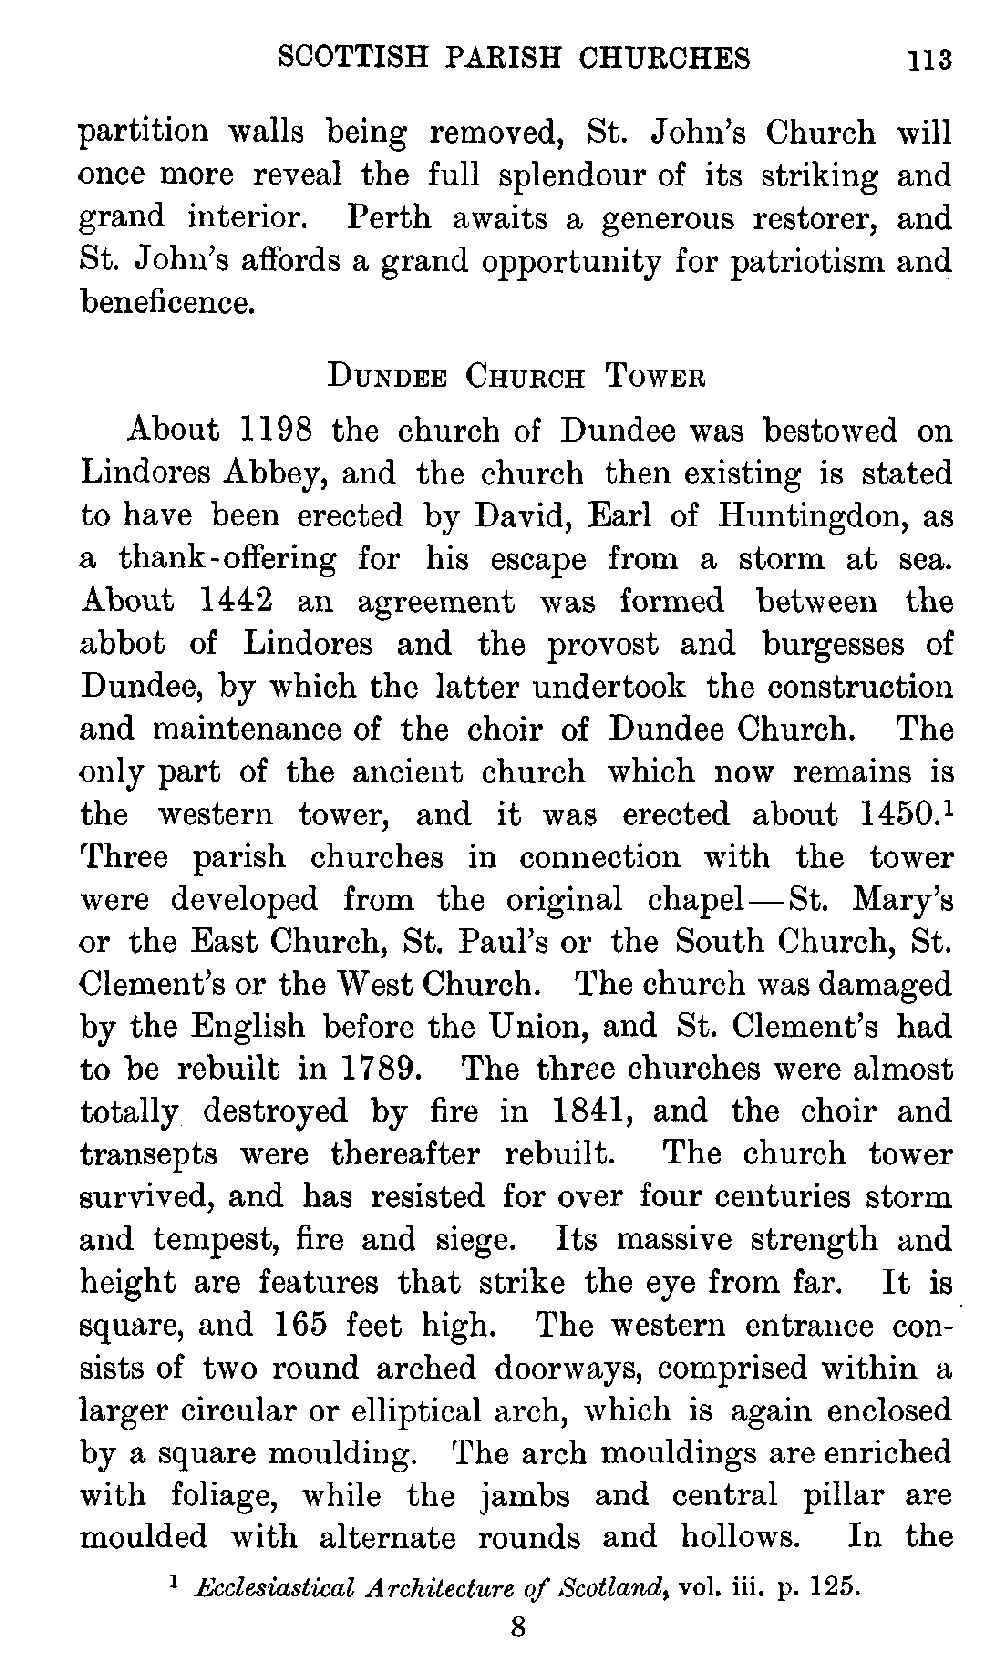 SCOTTISH PARISH CHURCHES 113
partition walls being removed, St. John's Church will
once more reveal the full splendour of its striking and
grand interior. Perth awaits a generous restorer, and
St. John's affords a grand opportunity for patriotism and
beneficence.
DUNDEE CHURCH TOWER
About 1198 the church of Dundee was bestowed on
Lindores Abbey, and the church then existing is stated
to have been erected by David, Earl of Huntingdon, as
a thank-offering for his escape from a storm at sea.
About 1442 an agreement was formed between the
abbot of Lindores and the provost and burgesses of
Dundee, by which the latter undertook the construction
and maintenance of the choir of Dundee Church. The
only part of the ancient church which now remains is
the western tower, and it was erected about 1450.¹
Three parish churches in connection with the tower
were developed from the original chapel—St. Mary's
or the East Church, St. Paul's or the South Church, St.
Clement's or the West Church. The church was damaged
by the English before the Union, and St. Clement's had
to be rebuilt in 1789. The three churches were almost
totally destroyed by fire in 1841, and the choir and
transepts were thereafter rebuilt. The church tower
survived, and has resisted for over four centuries storm
and tempest, fire and siege. Its massive strength and
height are features that strike the eye from far. It is
square, and 165 feet high. The western entrance con-
sists of two round arched doorways, comprised within a
larger circular or elliptical arch, which is again enclosed
by a square moulding. The arch mouldings are enriched
with foliage, while the jambs and central pillar are
moulded with alternate rounds and hollows. In the
¹ Ecclesiastical Architecture of Scotland, vol. iii. p. 125.
8